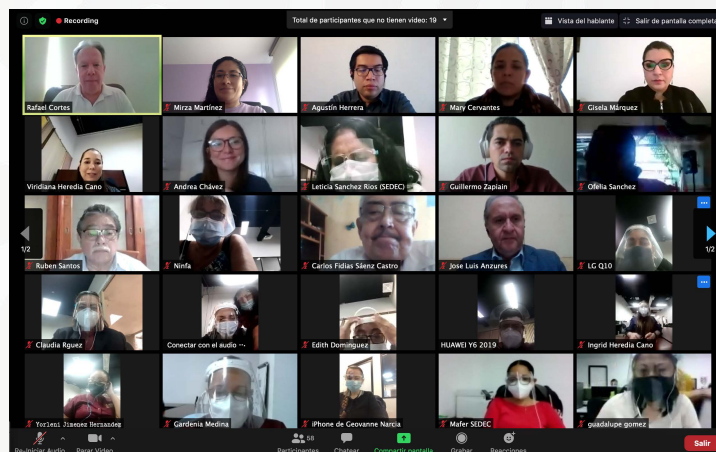 Recording
Total de participantes que no tienen video: 19
Vista del hablante
Salir de pantalla completa
Rafael Cortes
Mirza Martínez
Agustín Herrera
Mary Cervantes
Gisela Márquez
Viridiana Heredia Cano
Andrea Chávez
Leticia Sanchez Rios (SEDEC)
Guillermo Zapiain
Ofelia Sanchez
1/2
Ruben Santos
Ninfa
Carlos Fidias Sáenz Castro
Jose Luis Anzures
LG Q10
1/2
Claudia Rguez
Conectar con el audio ···
Edith Dominguez
HUAWEI Y6 2019
Ingrid Heredia Cano
Yorleni Jimenez Hernandez
Gardenia Medina
iPhone de Geovanne Narcia
Mafer SEDEC
guadalupe gomez
Re-Iniciar Audio
Parar Video
58
Participantes
Chatear
Compartir pantalla
Grabar
Reacciones
Salir